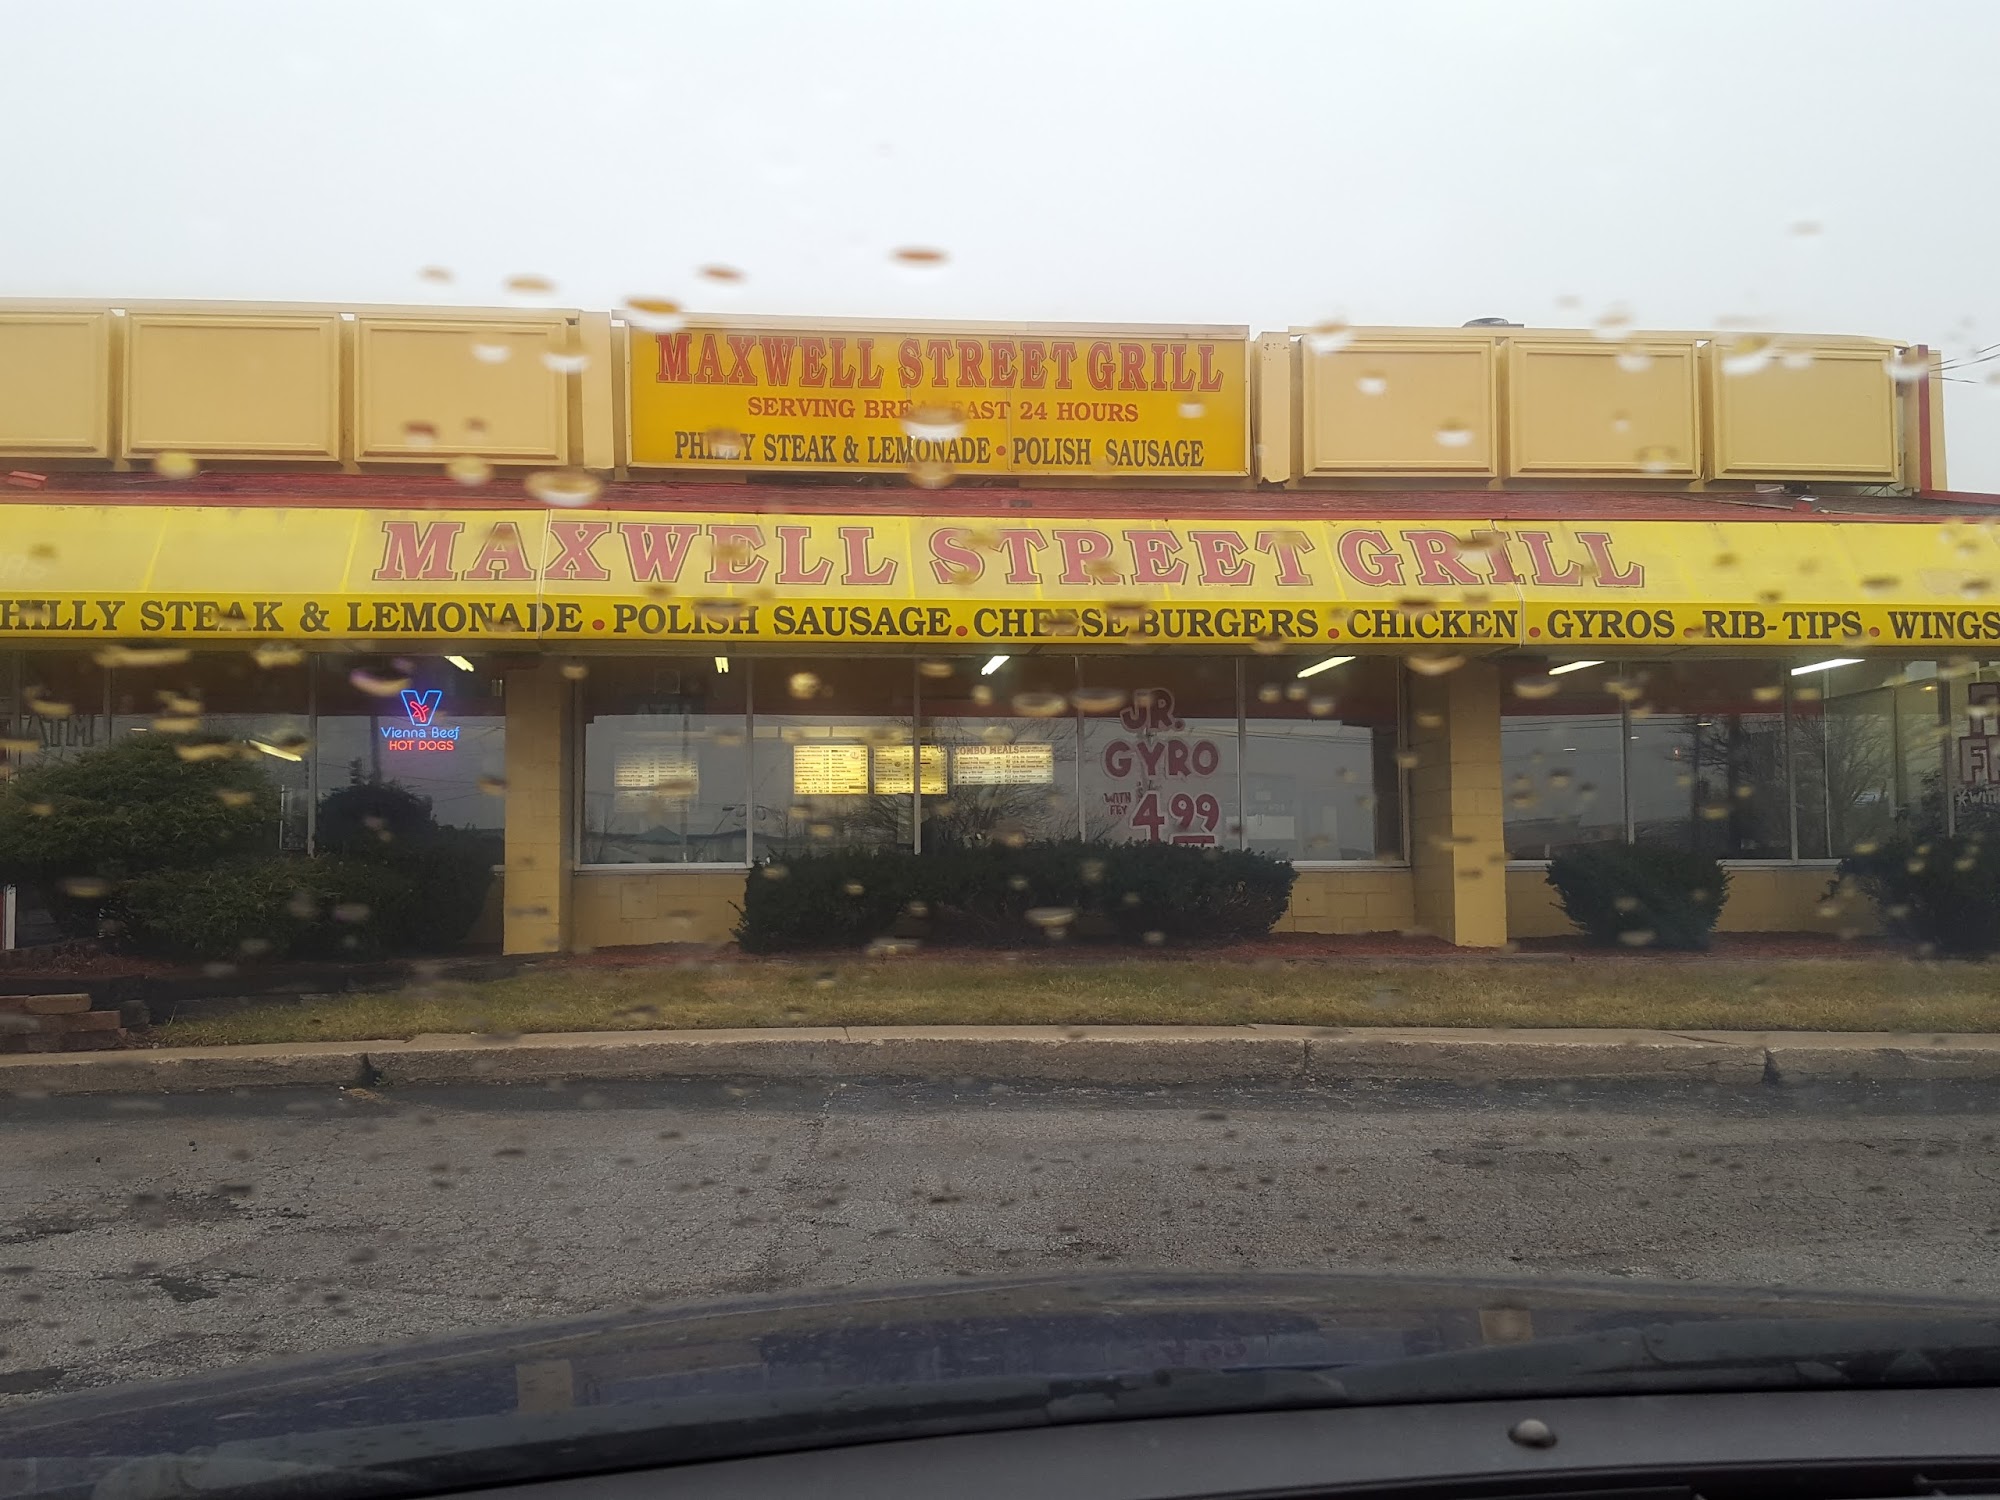 MAXWELL STREET GRILL
SERVING BREAKFAST 24 HOURS
PHILLY STEAK & LEMONADE • POLISH SAUSAGE
MAXWELL STREET GRILL
HILLY STEAK & LEMONADE • POLISH SAUSAGE • CHEESEBURGERS • CHICKEN • GYROS • RIB-TIPS • WINGS
Vienna Beef
HOT DOGS
ATM
COMBO MEALS
JR.
GYRO
WITH
FRY
4 99